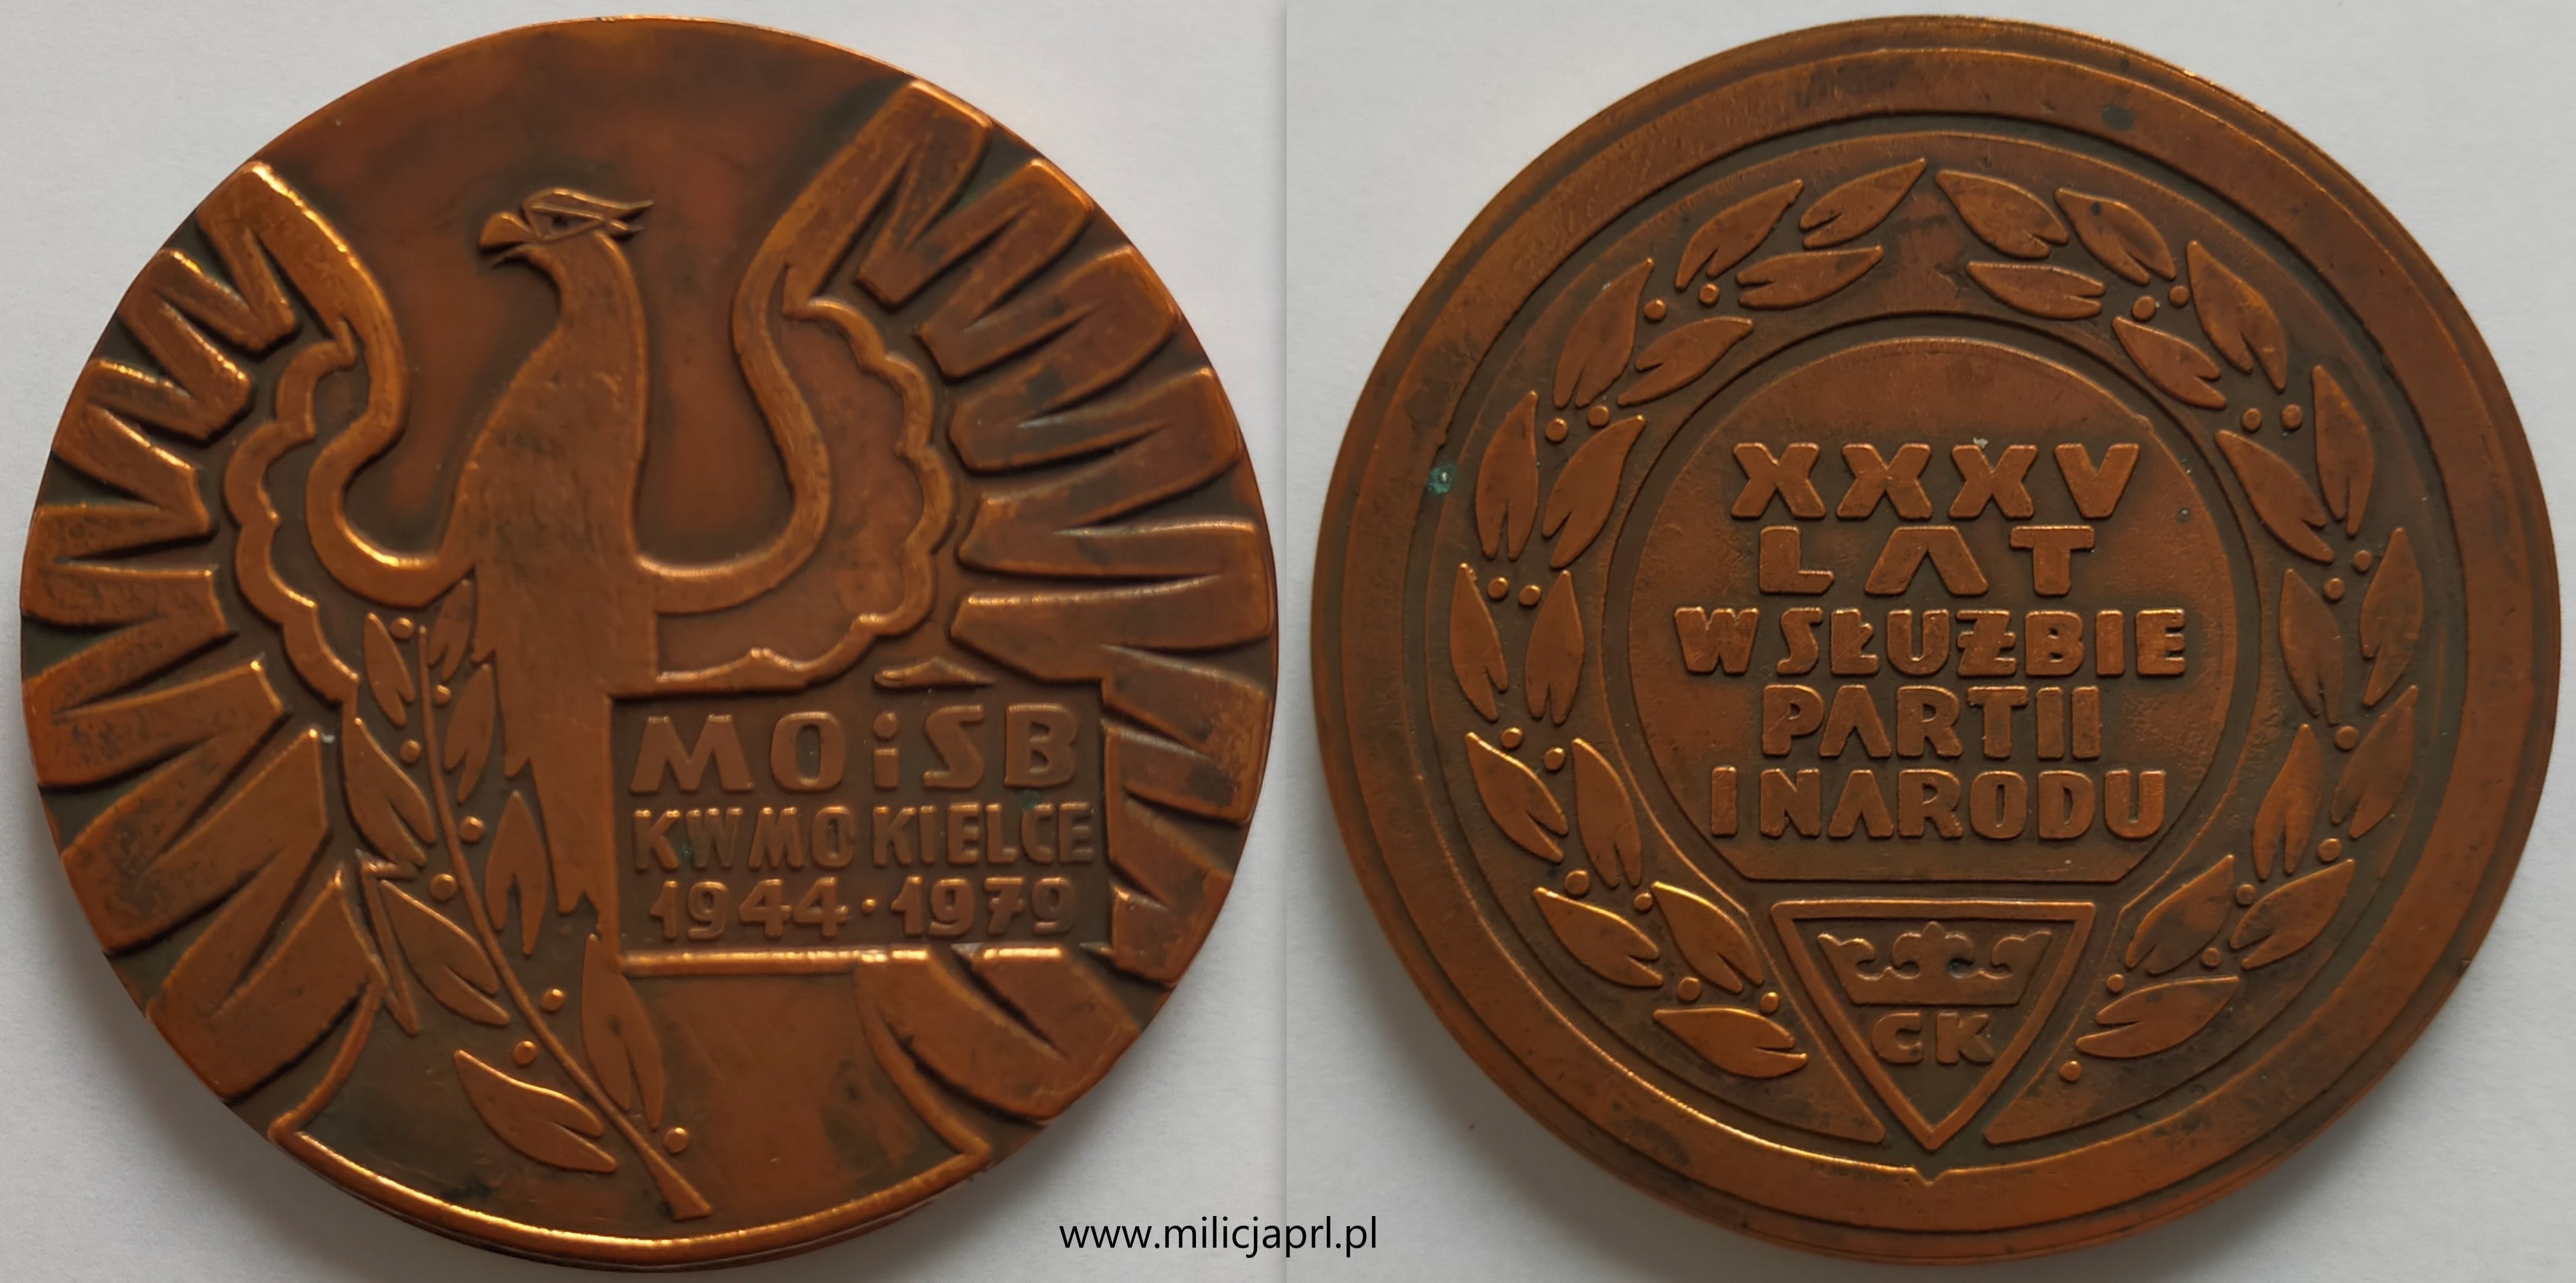 MOiSB
KWMO KIELCE
1944·1979
XXXV
LAT
W SŁUŻBIE
PARTII
I NARODU
CK
www.milicjaprl.pl